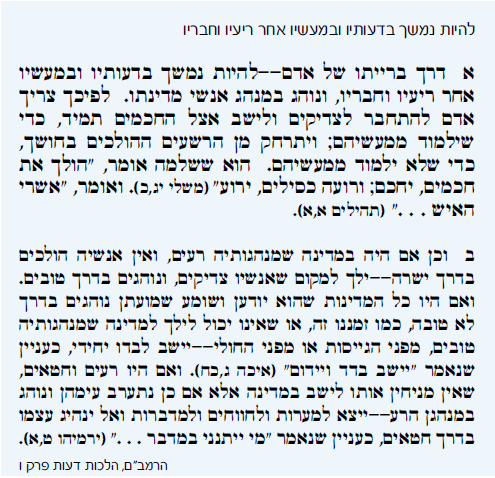 להיות נמשך בדעותיו ובמעשיו אחר ריעיו וחבריו
א דרך ברייתו של אדם––להיות נמשך בדעותיו ובמעשיו
אחר ריעיו וחבריו, ונוהג במנהג אנשי מדינתו. לפיכך צריך
אדם להתחבר לצדיקים ולישב אצל החכמים תמיד, כדי
שילמוד ממעשיהם; ויתרחק מן הרשעים ההולכים בחושך,
כדי שלא ילמוד ממעשיהם. הוא ששלמה אומר, "הולך את
חכמים, יחכם; ורועה כסילים, ירוע" (משלי יג,כ). ואומר, "אשרי
האיש . . ." (תהילים א,א).
ב וכן אם היה במדינה שמנהגותיה רעים, ואין אנשיה הולכים
בדרך ישרה––ילך למקום שאנשיו צדיקים, ונוהגים בדרך טובים.
ואם היו כל המדינות שהוא יודען ושומע שמועתן נוהגים בדרך
לא טובה, כמו זמננו זה, או שאינו יכול לילך למדינה שמנהגותיה
טובים, מפני הגייסות או מפני החולי––יישב לבדו יחידי, כעניין
שנאמר "יישב בדד ויידום" (איכה ג,כח). ואם היו רעים וחטאים,
שאין מניחין אותו לישב במדינה אלא אם כן נתערב עימהן ונוהג
במנהגן הרע––ייצא למערות ולחווחים ולמדברות ואל ינהיג עצמו
בדרך חטאים, כעניין שנאמר "מי ייתנני במדבר . . ." (ירמיהו ט,א).
הרמב"ם, הלכות דעות פרק ו